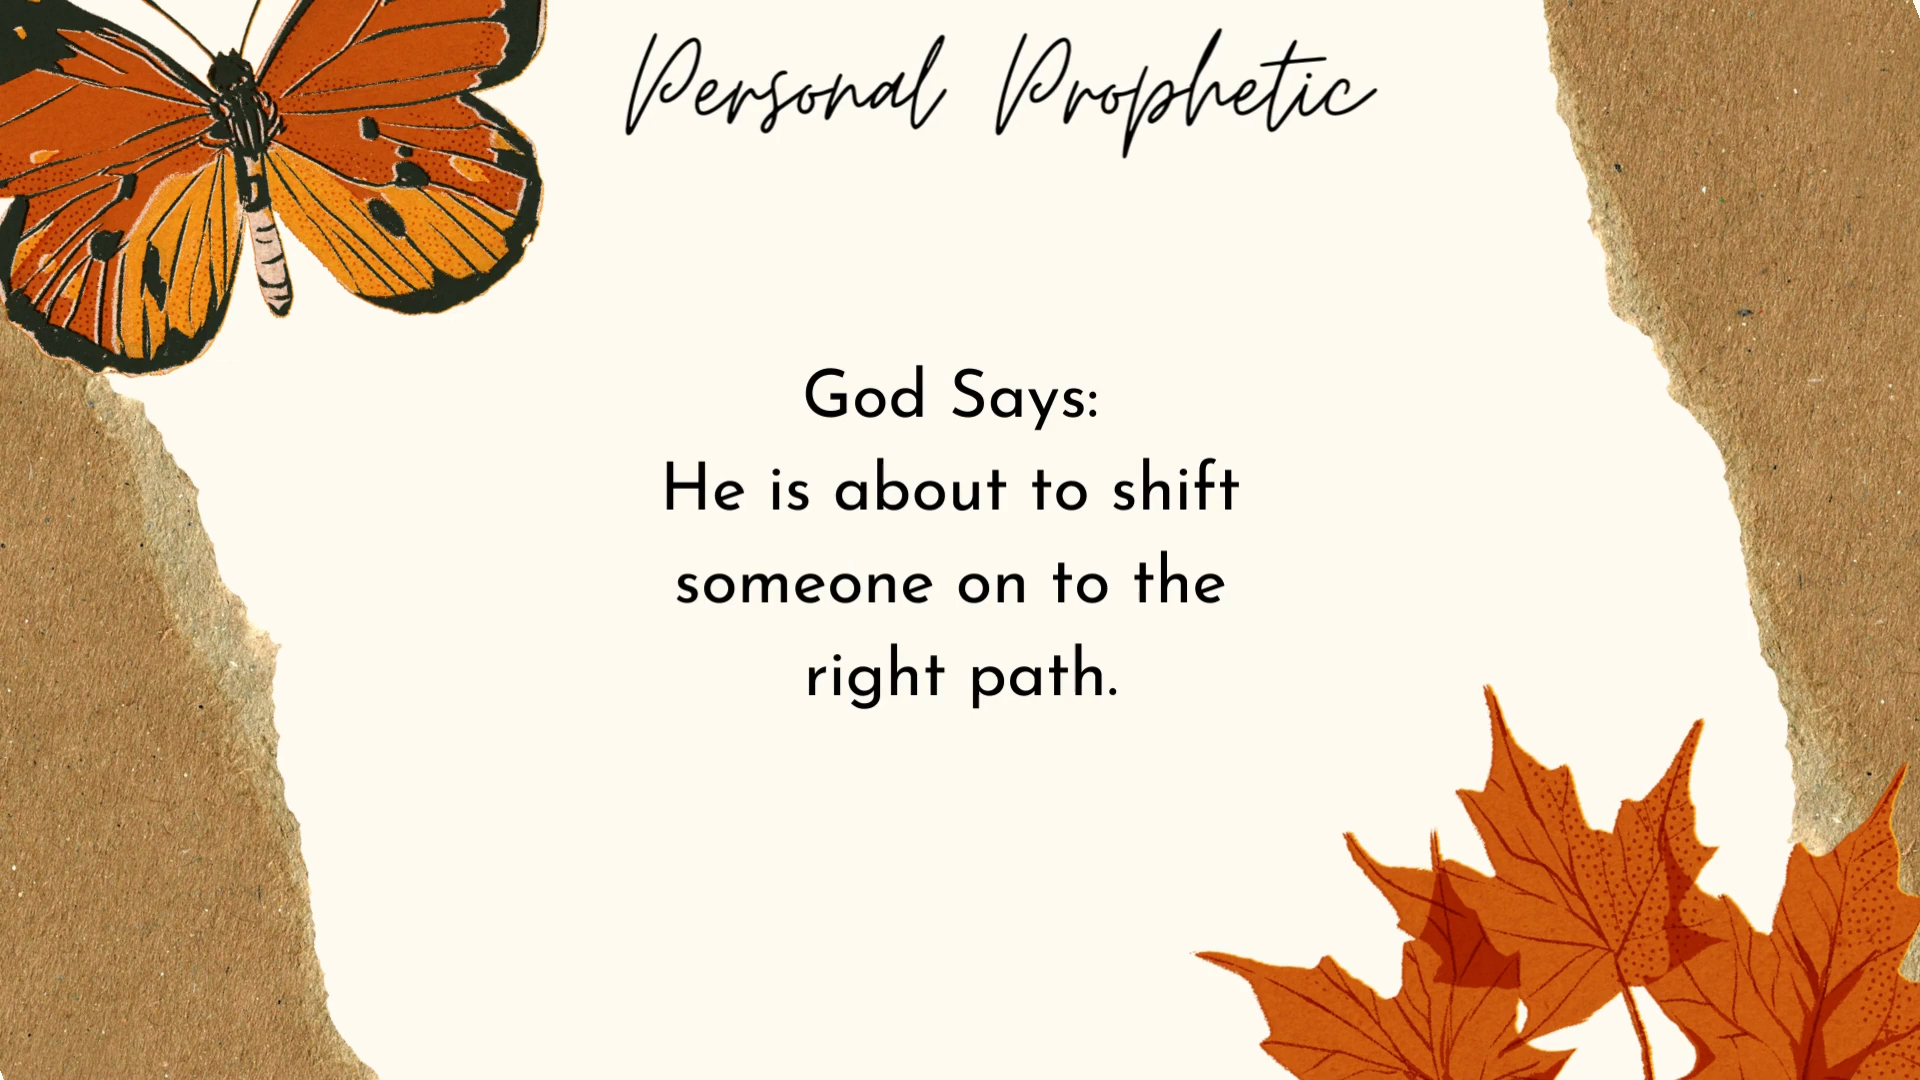 Personal Prophetic
God Says:
He is about to shift
someone on to the
right path.